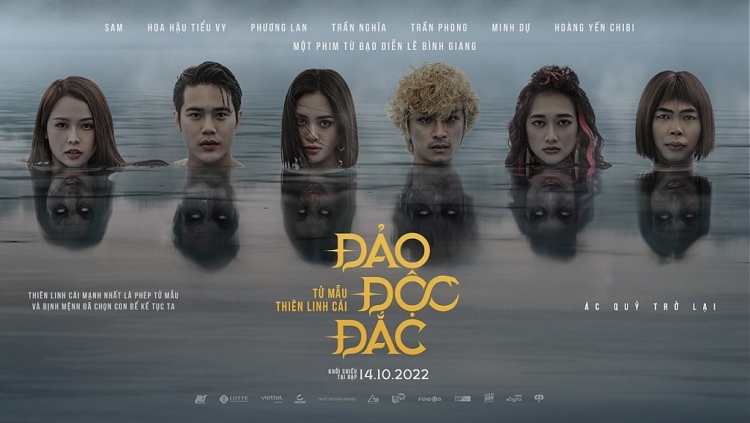 SAM HOA HẬU TIỂU VY PHƯƠNG LAN TRẦN NGHĨA TRẦN PHONG MINH DỰ HOÀNG YẾN CHIBI
MỘT PHIM TỪ ĐẠO DIỄN LÊ BÌNH GIANG
ĐẢO
TỬ MẪU
THIÊN LINH CÁI
ĐỘC
ĐẮC
THIÊN LINH CÁI MẠNH NHẤT LÀ PHÉP TỬ MẪU
VÀ ĐỊNH MỆNH ĐÃ CHỌN CON ĐỂ KẾ TỤC TA
ÁC QUỶ TRỞ LẠI
KHỞI CHIẾU
TẠI RẠP
14.10.2022
LOTTE
viettel